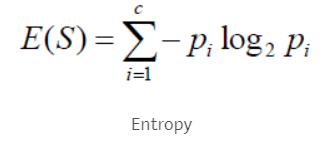 E(S) = ∑_{i=1}^{c} − p_i log_2 p_i
Entropy